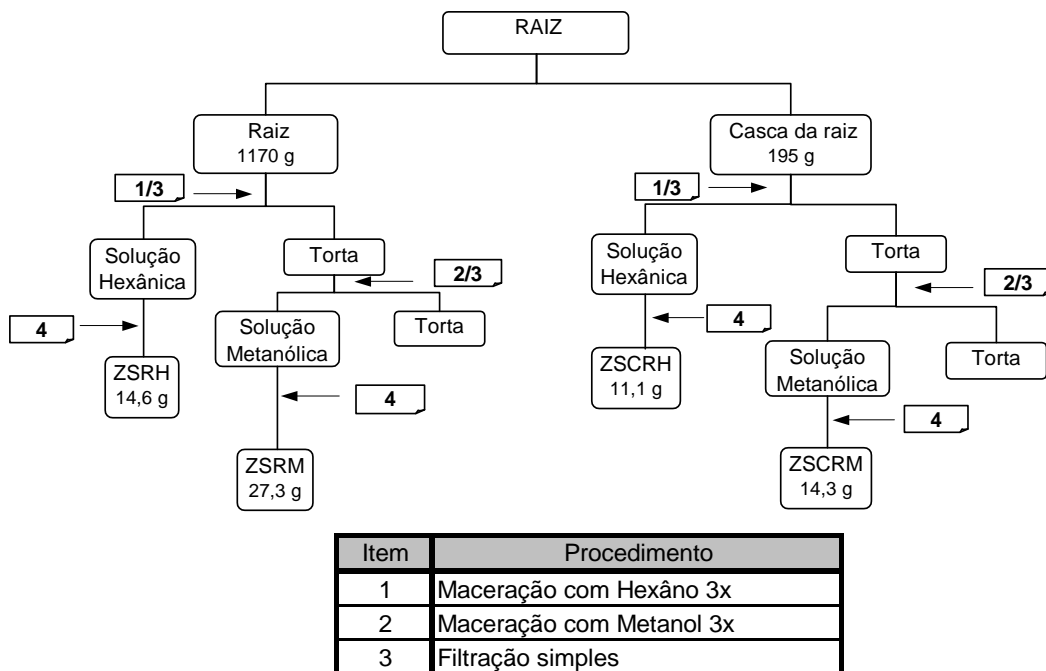 RAIZ
Raiz
1170 g
Casca da raiz
195 g
1/3
1/3
Solução
Hexânica
Torta
Solução
Hexânica
Torta
2/3
2/3
4
4
Solução
Metanólica
Torta
Solução
Metanólica
Torta
ZSRH
14,6 g
ZSCRH
11,1 g
4
4
ZSRM
27,3 g
ZSCRM
14,3 g
Item Procedimento
1 Maceração com Hexâno 3x
2 Maceração com Metanol 3x
3 Filtração simples